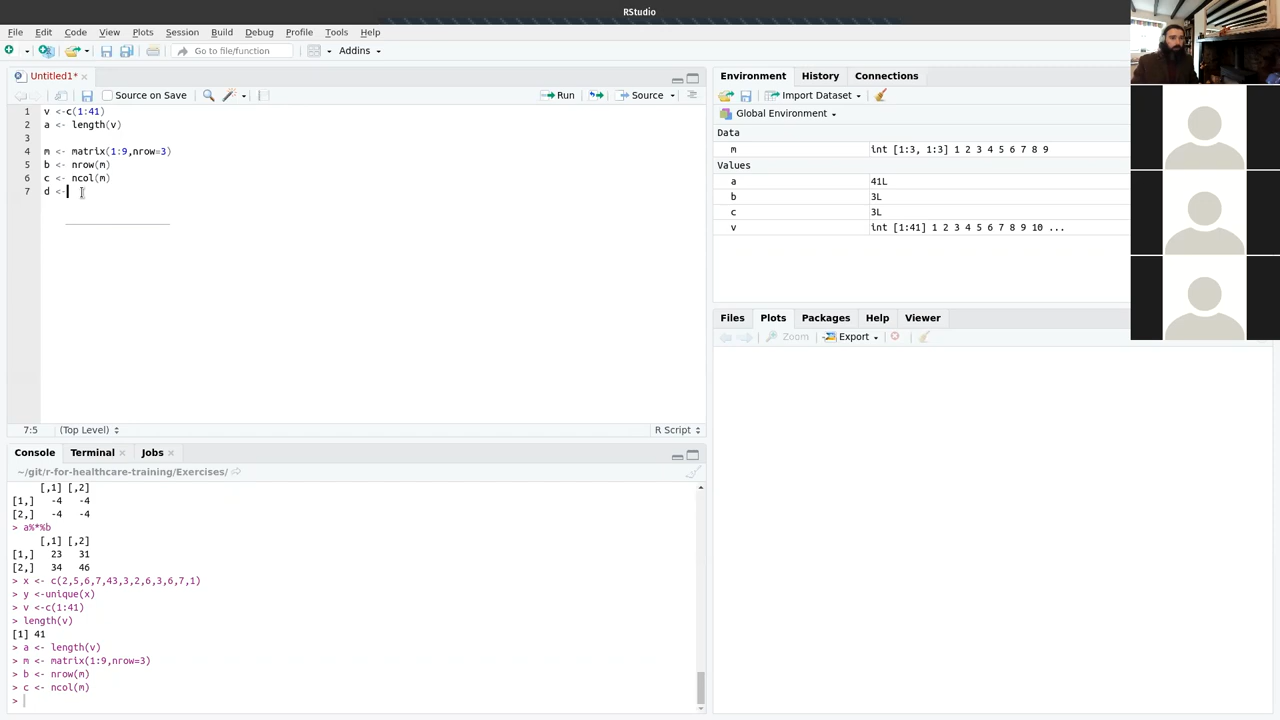 RStudio
File Edit Code View Plots Session Build Debug Profile Tools Help
Go to file/function Addins
Untitled1*
Source on Save Run Source
1 v <-c(1:41)
2 a <- length(v)
3
4 m <- matrix(1:9,nrow=3)
5 b <- nrow(m)
6 c <- ncol(m)
7 d <-
7:5 (Top Level) R Script
Console Terminal Jobs
~/git/r-for-healthcare-training/Exercises/
[,1] [,2]
[1,] -4 -4
[2,] -4 -4
> a%*%b
[,1] [,2]
[1,] 23 31
[2,] 34 46
> x <- c(2,5,6,7,43,3,2,6,3,6,7,1)
> y <-unique(x)
> v <-c(1:41)
> length(v)
[1] 41
> a <- length(v)
> m <- matrix(1:9,nrow=3)
> b <- nrow(m)
> c <- ncol(m)
>
Environment History Connections
Import Dataset
Global Environment
Data
m int [1:3, 1:3] 1 2 3 4 5 6 7 8 9
Values
a 41L
b 3L
c 3L
v int [1:41] 1 2 3 4 5 6 7 8 9 10 ...
Files Plots Packages Help Viewer
Zoom Export